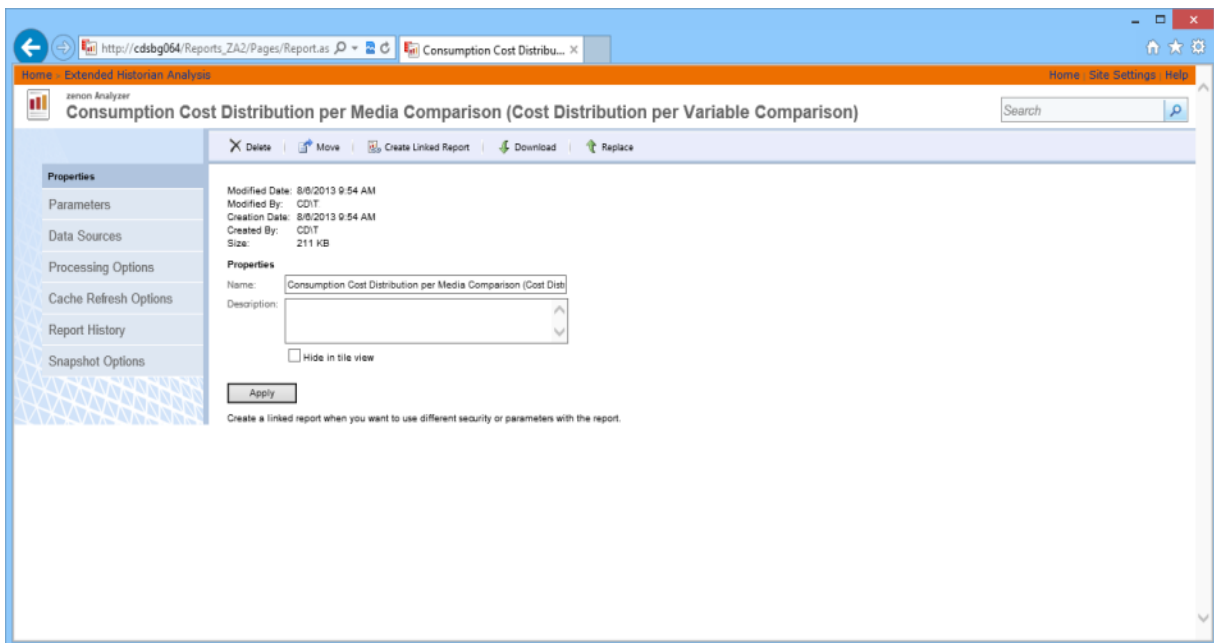 http://cdsbg064/Reports_ZA2/Pages/Report.as
Consumption Cost Distribu...
Home › Extended Historian Analysis
Home | Site Settings | Help
zenon Analyzer
Consumption Cost Distribution per Media Comparison (Cost Distribution per Variable Comparison)
Search
Delete | Move | Create Linked Report | Download | Replace
Properties
Parameters
Data Sources
Processing Options
Cache Refresh Options
Report History
Snapshot Options
Modified Date: 8/6/2013 9:54 AM
Modified By: CD\T
Creation Date: 8/6/2013 9:54 AM
Created By: CD\T
Size: 211 KB
Properties
Name: Consumption Cost Distribution per Media Comparison (Cost Distri
Description:
Hide in tile view
Apply
Create a linked report when you want to use different security or parameters with the report.